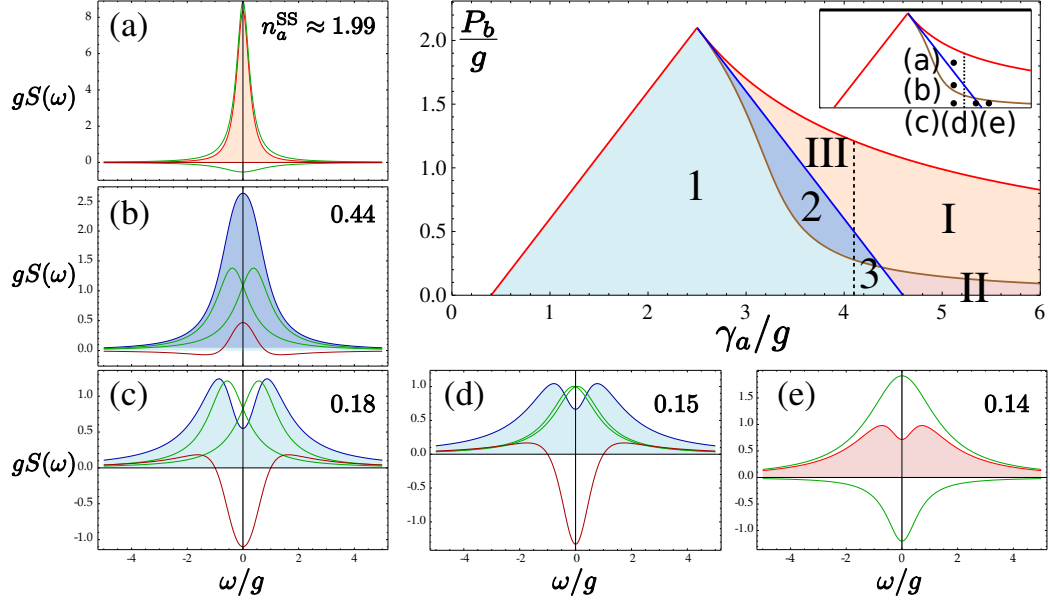 (a) n_a^SS ≈ 1.99
gS(ω)
8
6
4
2
0
(b) 0.44
gS(ω)
2.5
2.0
1.5
1.0
0.5
0.0
(c) 0.18
gS(ω)
1.0
0.5
0.0
-0.5
-1.0
-4 -2 0 2 4
ω/g
P_b/g
2.0
1.5
1.0
0.5
0.0
0 1 2 3 4 5 6
γ_a/g
1
2
3
III
I
II
(a)
(b)
(c)(d)(e)
(d) 0.15
1.0
0.5
0.0
-0.5
-1.0
-4 -2 0 2 4
ω/g
(e) 0.14
1.5
1.0
0.5
0.0
-0.5
-1.0
-4 -2 0 2 4
ω/g